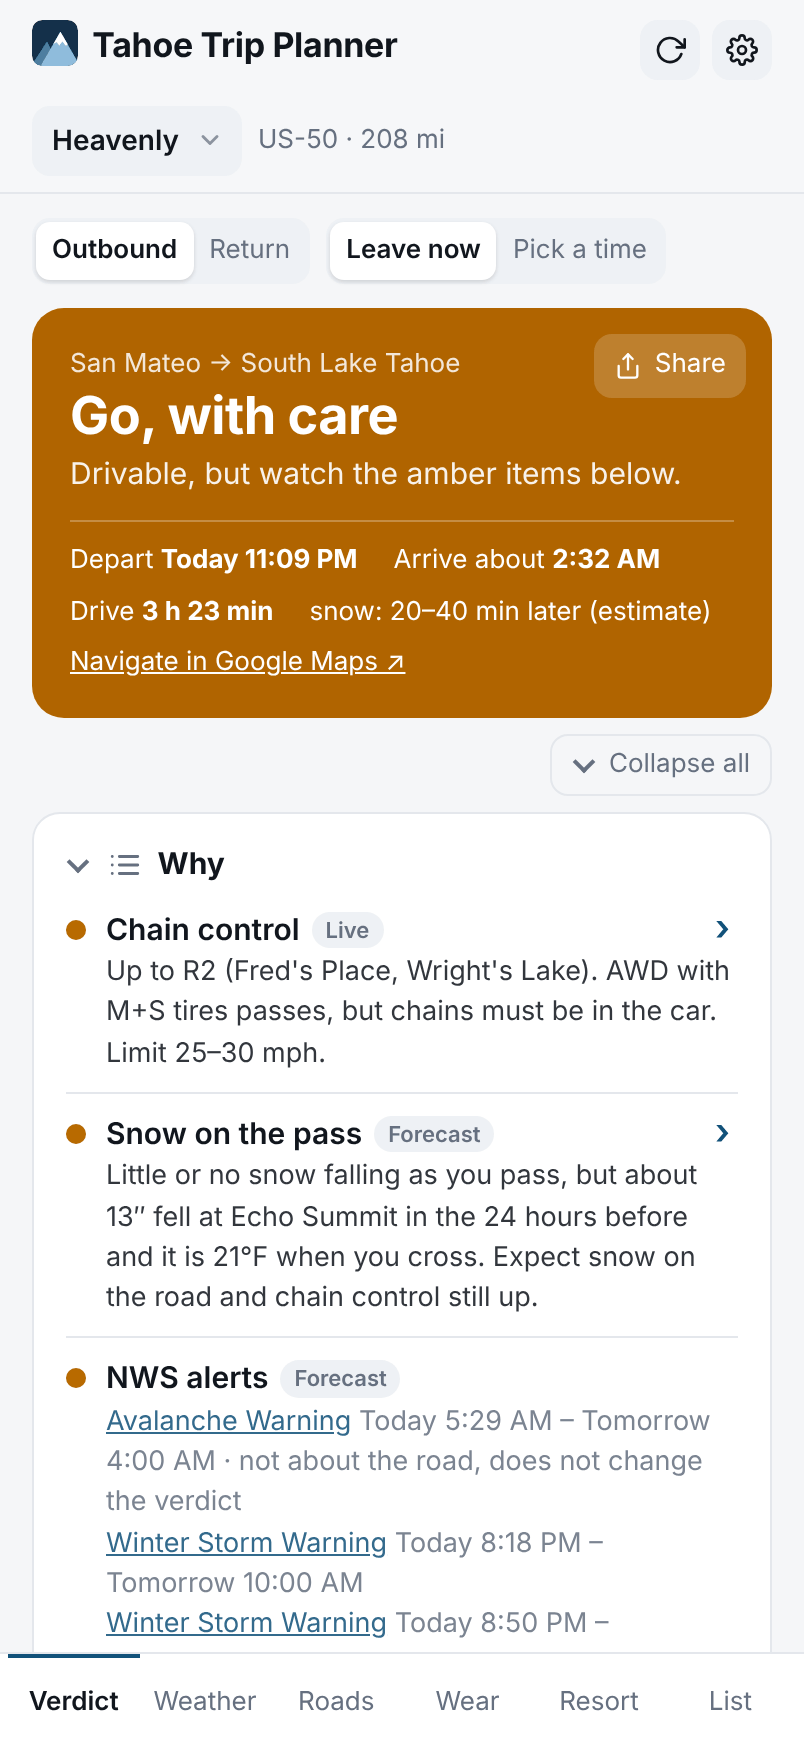 Tahoe Trip Planner
Heavenly
US-50 · 208 mi
Outbound Return Leave now Pick a time
San Mateo → South Lake Tahoe
Share
Go, with care
Drivable, but watch the amber items below.
Depart Today 11:09 PM Arrive about 2:32 AM
Drive 3 h 23 min snow: 20–40 min later (estimate)
Navigate in Google Maps ↗
Collapse all
Why
Chain control Live
Up to R2 (Fred's Place, Wright's Lake). AWD with
M+S tires passes, but chains must be in the car.
Limit 25–30 mph.
Snow on the pass Forecast
Little or no snow falling as you pass, but about
13″ fell at Echo Summit in the 24 hours before
and it is 21°F when you cross. Expect snow on
the road and chain control still up.
NWS alerts Forecast
Avalanche Warning Today 5:29 AM – Tomorrow
4:00 AM · not about the road, does not change
the verdict
Winter Storm Warning Today 8:18 PM –
Tomorrow 10:00 AM
Winter Storm Warning Today 8:50 PM –
Verdict Weather Roads Wear Resort List